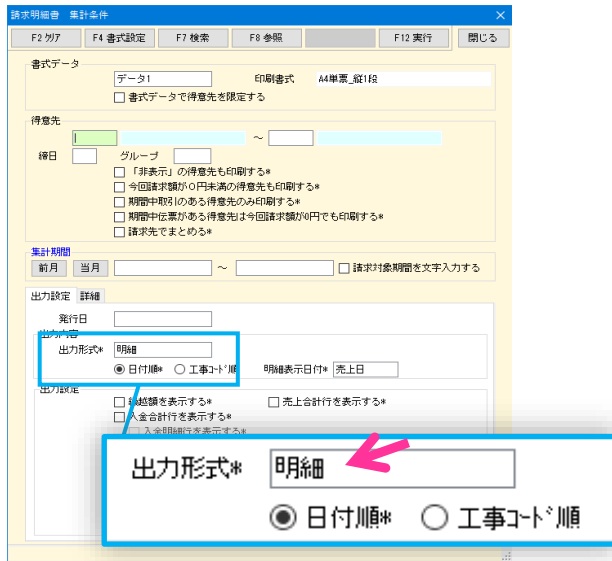 請求明細書 集計条件
F2 ｸﾘｱ F4 書式設定 F7 検索 F8 参照 F12 実行 閉じる
書式データ
データ1 印刷書式 A4単票_縦1段
書式データで得意先を限定する
得意先
～
締日 グループ
「非表示」の得意先も印刷する*
今回請求額が０円未満の得意先も印刷する*
期間中取引のある得意先のみ印刷する*
期間中伝票がある得意先は今回請求額が0円でも印刷する*
請求先でまとめる*
集計期間
前月 当月 ～ 請求対象期間を文字入力する
出力設定 詳細
発行日
出力内容
出力形式* 明細
日付順* 工事ｺｰﾄﾞ順 明細表示日付* 売上日
出力設定
繰越額を表示する* 売上合計行を表示する*
入金合計行を表示する*
入金明細行を表示する*
出力形式* 明細
日付順* 工事ｺｰﾄﾞ順